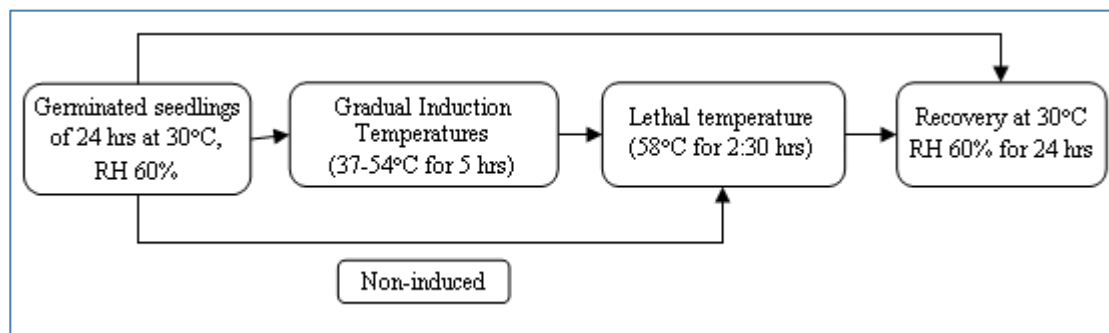 Germinated seedlings
of 24 hrs at 30°C,
RH 60%
Gradual Induction
Temperatures
(37-54°C for 5 hrs)
Lethal temperature
(58°C for 2:30 hrs)
Recovery at 30°C
RH 60% for 24 hrs
Non-induced